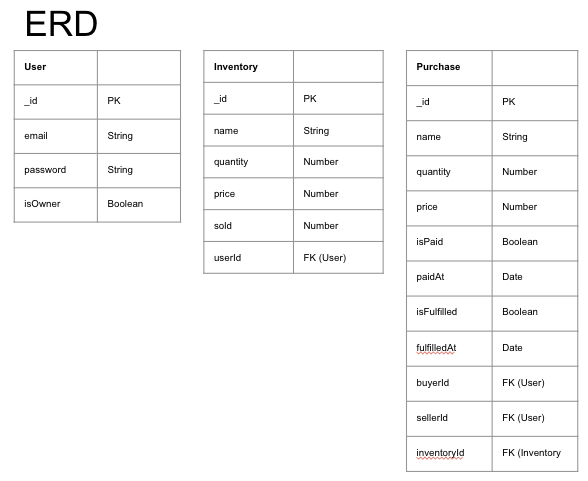 ERD
User
_id PK
email String
password String
isOwner Boolean
Inventory
_id PK
name String
quantity Number
price Number
sold Number
userId FK (User)
Purchase
_id PK
name String
quantity Number
price Number
isPaid Boolean
paidAt Date
isFulfilled Boolean
fulfilledAt Date
buyerId FK (User)
sellerId FK (User)
inventoryId FK (Inventory